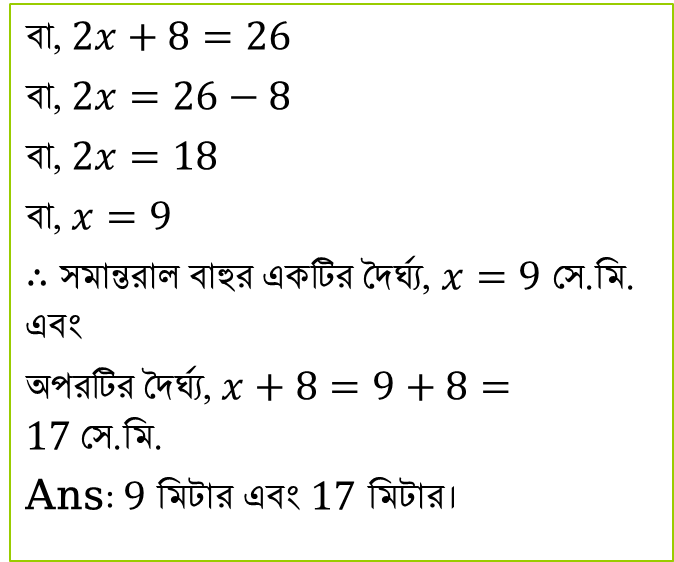 বা, 2x + 8 = 26
বা, 2x = 26 − 8
বা, 2x = 18
বা, x = 9
∴ সমান্তরাল বাহুর একটির দৈর্ঘ্য, x = 9 সে.মি.
এবং
অপরটির দৈর্ঘ্য, x + 8 = 9 + 8 =
17 সে.মি.
Ans: 9 মিটার এবং 17 মিটার।